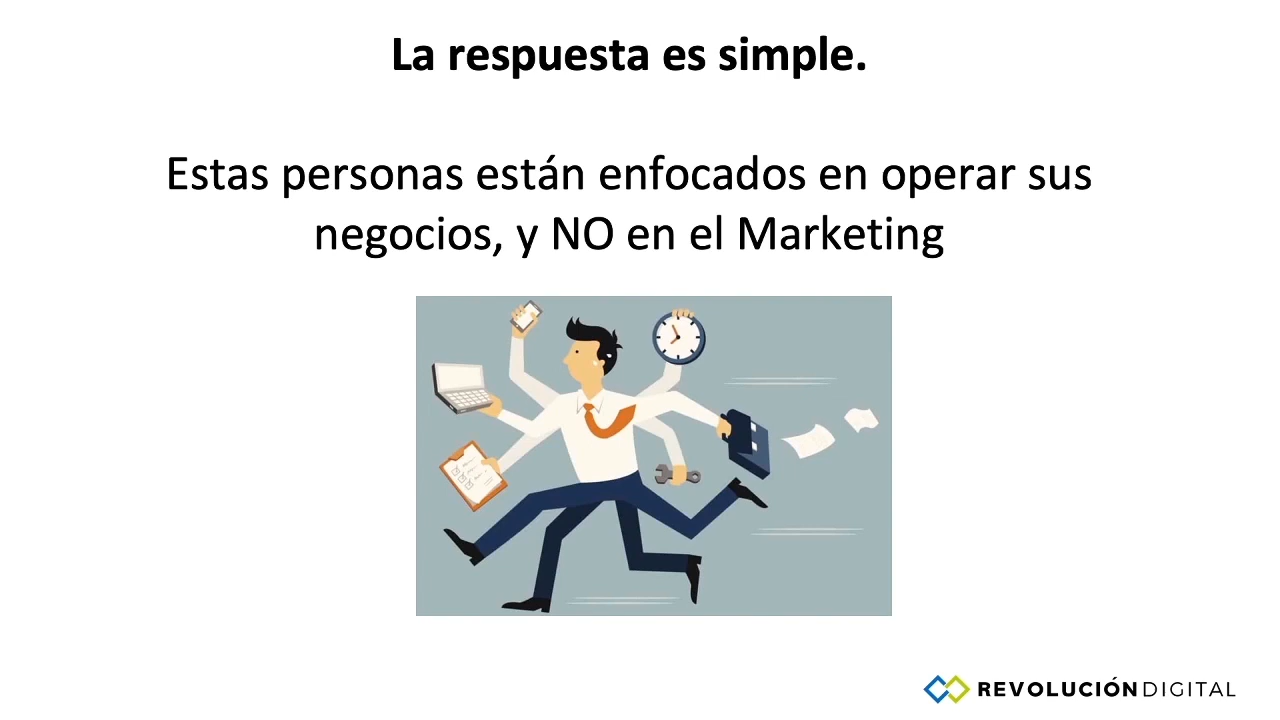 La respuesta es simple.
Estas personas están enfocados en operar sus
negocios, y NO en el Marketing
REVOLUCIÓN DIGITAL